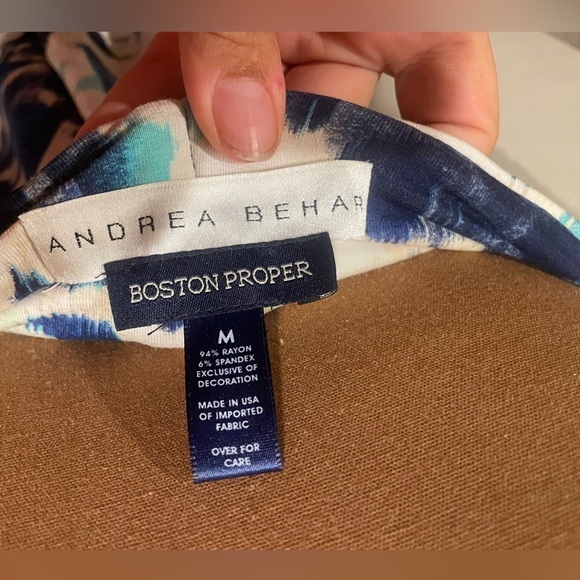 ANDREA BEHAR
BOSTON PROPER
M
94% RAYON
6% SPANDEX
EXCLUSIVE OF
DECORATION
MADE IN USA
OF IMPORTED
FABRIC
OVER FOR
CARE